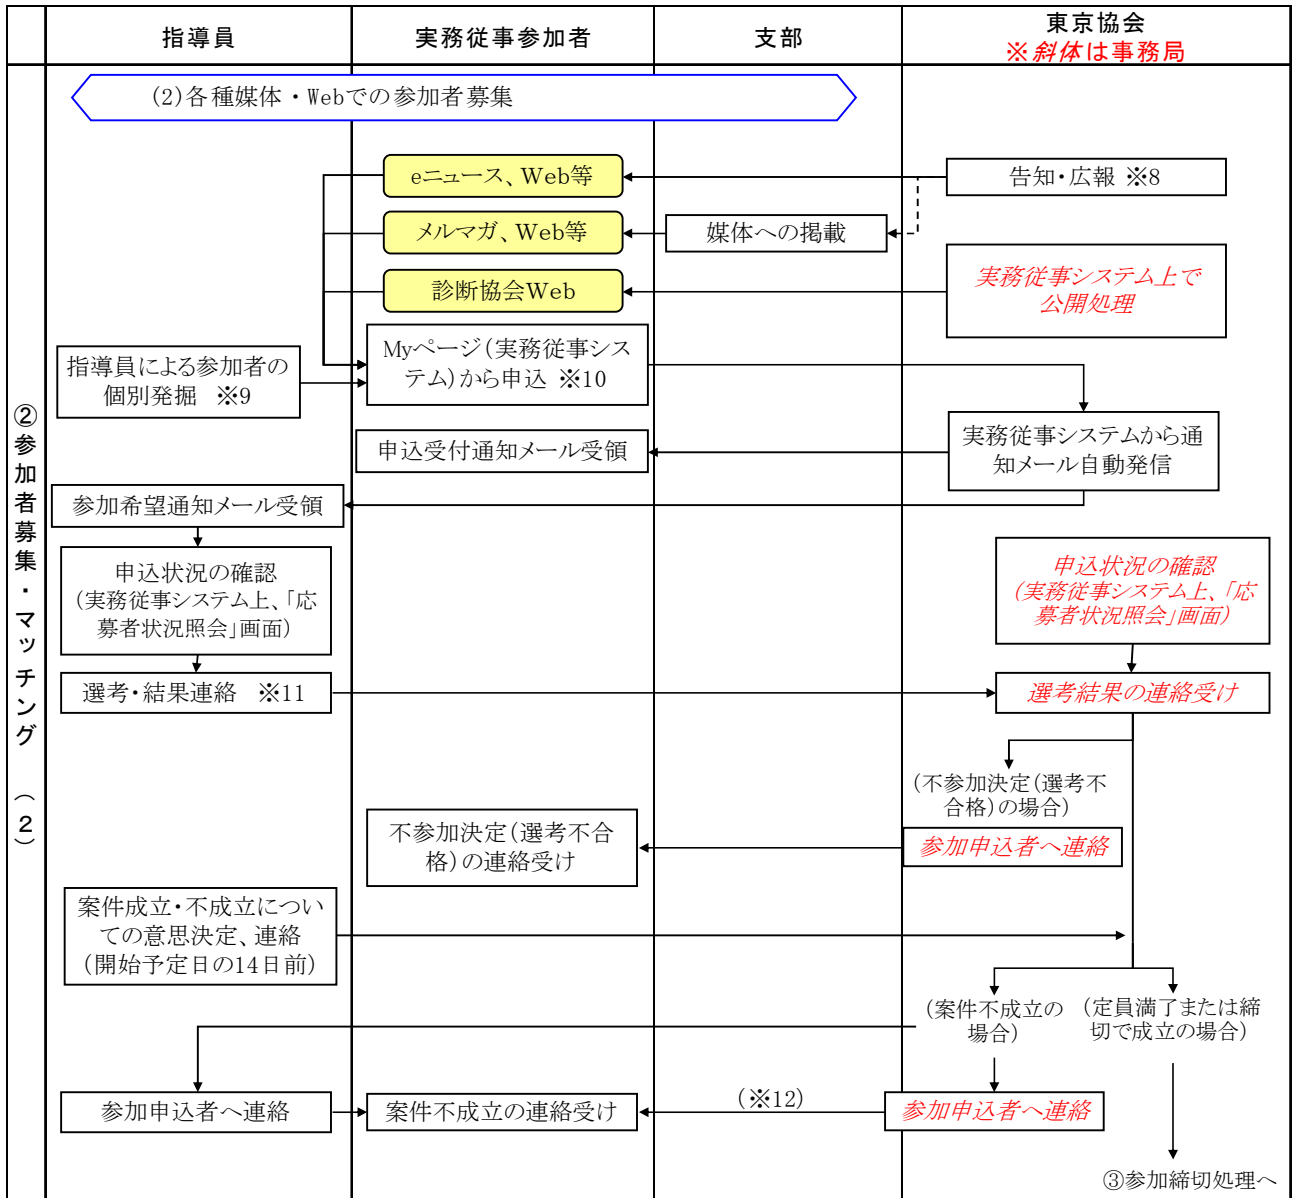 指導員
実務従事参加者
支部
東京協会
※斜体は事務局
②参加者募集・マッチング（2）
(2)各種媒体・Webでの参加者募集
eニュース、Web等
告知・広報 ※8
メルマガ、Web等
媒体への掲載
診断協会Web
実務従事システム上で
公開処理
指導員による参加者の
個別発掘　※9
Myページ(実務従事シス
テム)から申込 ※10
申込受付通知メール受領
実務従事システムから通
知メール自動発信
参加希望通知メール受領
申込状況の確認
(実務従事システム上、「応
募者状況照会」画面)
申込状況の確認
(実務従事システム上、「応
募者状況照会」画面)
選考・結果連絡　※11
選考結果の連絡受け
(不参加決定(選考不
合格)の場合)
不参加決定(選考不合
格)の連絡受け
参加申込者へ連絡
案件成立・不成立につい
ての意思決定、連絡
(開始予定日の14日前)
(案件不成立の
場合)
(定員満了または締
切で成立の場合)
参加申込者へ連絡
案件不成立の連絡受け
(※12)
参加申込者へ連絡
③参加締切処理へ